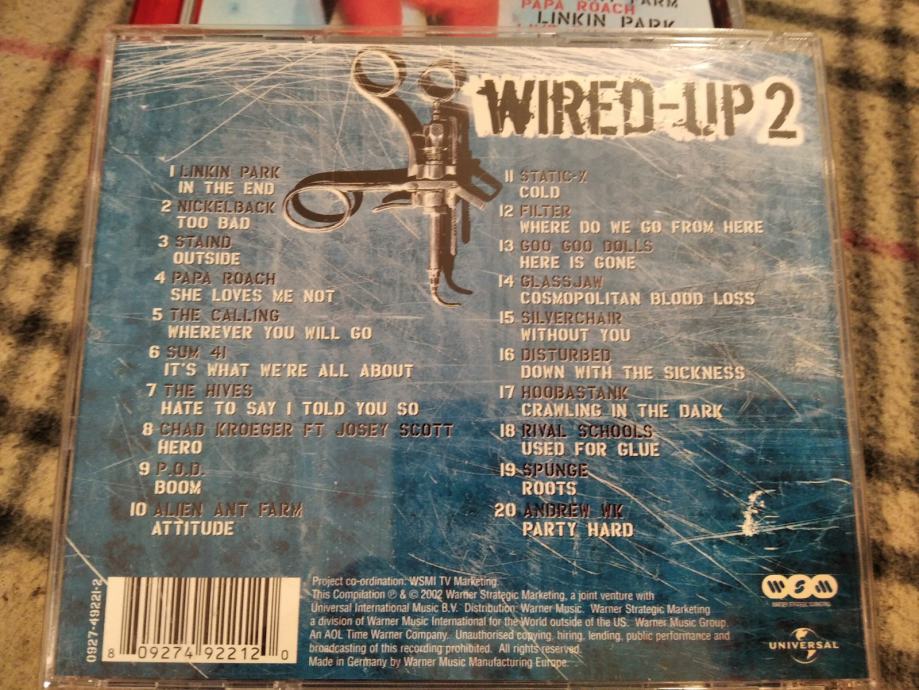 PAPA ROACH
LINKIN PARK
WIRED-UP 2
1 LINKIN PARK
IN THE END
2 NICKELBACK
TOO BAD
3 STAIND
OUTSIDE
4 PAPA ROACH
SHE LOVES ME NOT
5 THE CALLING
WHEREVER YOU WILL GO
6 SUM 41
IT'S WHAT WE'RE ALL ABOUT
7 THE HIVES
HATE TO SAY I TOLD YOU SO
8 CHAD KROEGER FT JOSEY SCOTT
HERO
9 P.O.D.
BOOM
10 ALIEN ANT FARM
ATTITUDE
11 STATIC-X
COLD
12 FILTER
WHERE DO WE GO FROM HERE
13 GOO GOO DOLLS
HERE IS GONE
14 GLASSJAW
COSMOPOLITAN BLOOD LOSS
15 SILVERCHAIR
WITHOUT YOU
16 DISTURBED
DOWN WITH THE SICKNESS
17 HOOBASTANK
CRAWLING IN THE DARK
18 RIVAL SCHOOLS
USED FOR GLUE
19 SPUNGE
ROOTS
20 ANDREW WK
PARTY HARD
0927-49221-2
8 09274 92212 0
Project co-ordination: WSMI TV Marketing.
This Compilation ℗ & © 2002 Warner Strategic Marketing, a joint venture with
Universal International Music B.V. Distribution: Warner Music. Warner Strategic Marketing
a division of Warner Music International for the World outside of the US. Warner Music Group.
An AOL Time Warner Company. Unauthorised copying, hiring, lending, public performance and
broadcasting of this recording prohibited. All rights reserved.
Made in Germany by Warner Music Manufacturing Europe.
WSM
UNIVERSAL